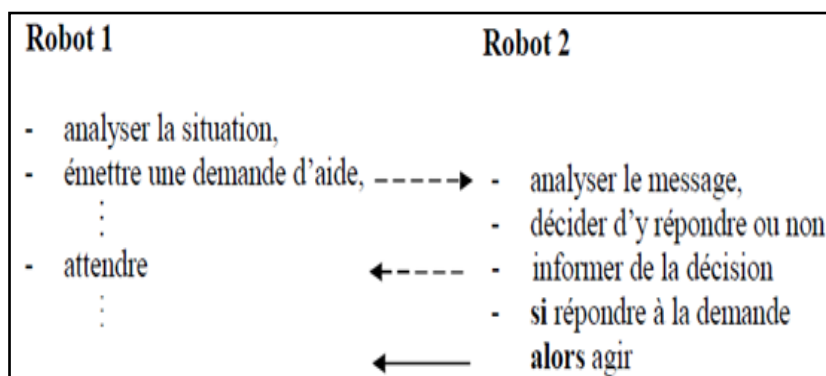 Robot 1
- analyser la situation,
- émettre une demande d'aide,
- attendre
Robot 2
- analyser le message,
- décider d'y répondre ou non
- informer de la décision
- si répondre à la demande
alors agir